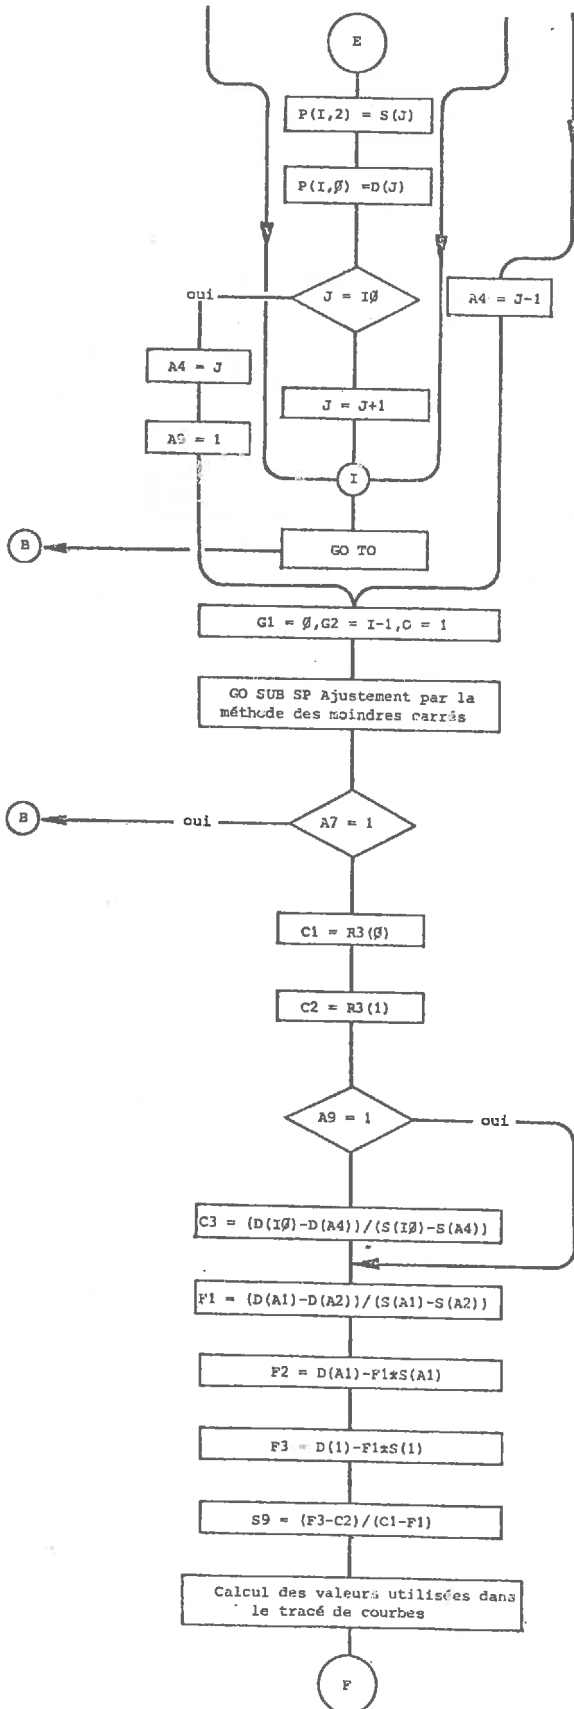 E
P(I,2) = S(J)
P(I,Ø) =D(J)
oui
J = IØ
A4 = J-1
A4 = J
J = J+1
A9 = 1
I
B
GO TO
G1 = Ø,G2 = I-1,C = 1
GO SUB SP Ajustement par la
méthode des moindres carrés
B
oui
A7 = 1
C1 = R3(Ø)
C2 = R3(1)
A9 = 1
oui
C3 = (D(IØ)-D(A4))/(S(IØ)-S(A4))
F1 = (D(A1)-D(A2))/(S(A1)-S(A2))
F2 = D(A1)-F1*S(A1)
F3 = D(1)-F1*S(1)
S9 = (F3-C2)/(C1-F1)
Calcul des valeurs utilisées dans
le tracé de courbes
F